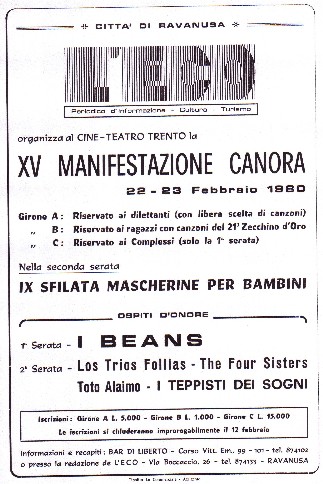 * CITTA' DI RAVANUSA *
L'ECO
Periodico d'informazione - Cultura Turismo
organizza al CINE-TEATRO TRENTO la
XV MANIFESTAZIONE CANORA
22 - 23 Febbraio 1980
Girone A : Riservato ai dilettanti (con libera scelta di canzoni)
„ B : Riservato ai ragazzi con canzoni del 21° Zecchino d'Oro
„ C : Riservato ai Complessi (solo la 1ª serata)
Nella seconda serata
IX SFILATA MASCHERINE PER BAMBINI
OSPITI D'ONORE
1ª Serata - I BEANS
2ª Serata - Los Trios Follias - The Four Sisters
Toto Alaimo - I TEPPISTI DEI SOGNI
Iscrizioni : Girone A L. 5.000 - Girone B L. 1.000 - Girone C L. 15.000
Le iscrizioni si chiuderanno improrogabilmente il 12 febbraio
Informazioni e recapiti : BAR DI LIBERTO - Corso Vitt. Em., 99 - 101 - tel. 874102
o presso la redazione de L'ECO - Via Boccaccio, 26 - tel. 874133 - RAVANUSA